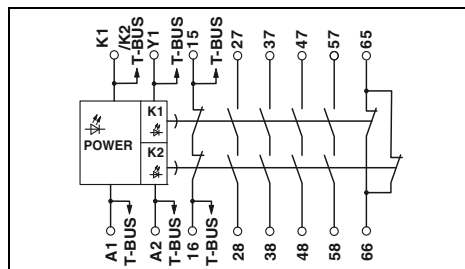 K1
/K2
T-BUS
Y1
T-BUS
15
T-BUS
27
37
47
57
65
K1
POWER
K2
A1
T-BUS
A2
T-BUS
16
T-BUS
28
38
48
58
66